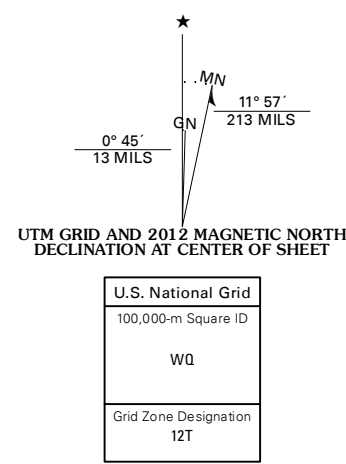 ★
MN
GN
11° 57´
213 MILS
0° 45´
13 MILS
UTM GRID AND 2012 MAGNETIC NORTH
DECLINATION AT CENTER OF SHEET
U.S. National Grid
100,000-m Square ID
WQ
Grid Zone Designation
12T